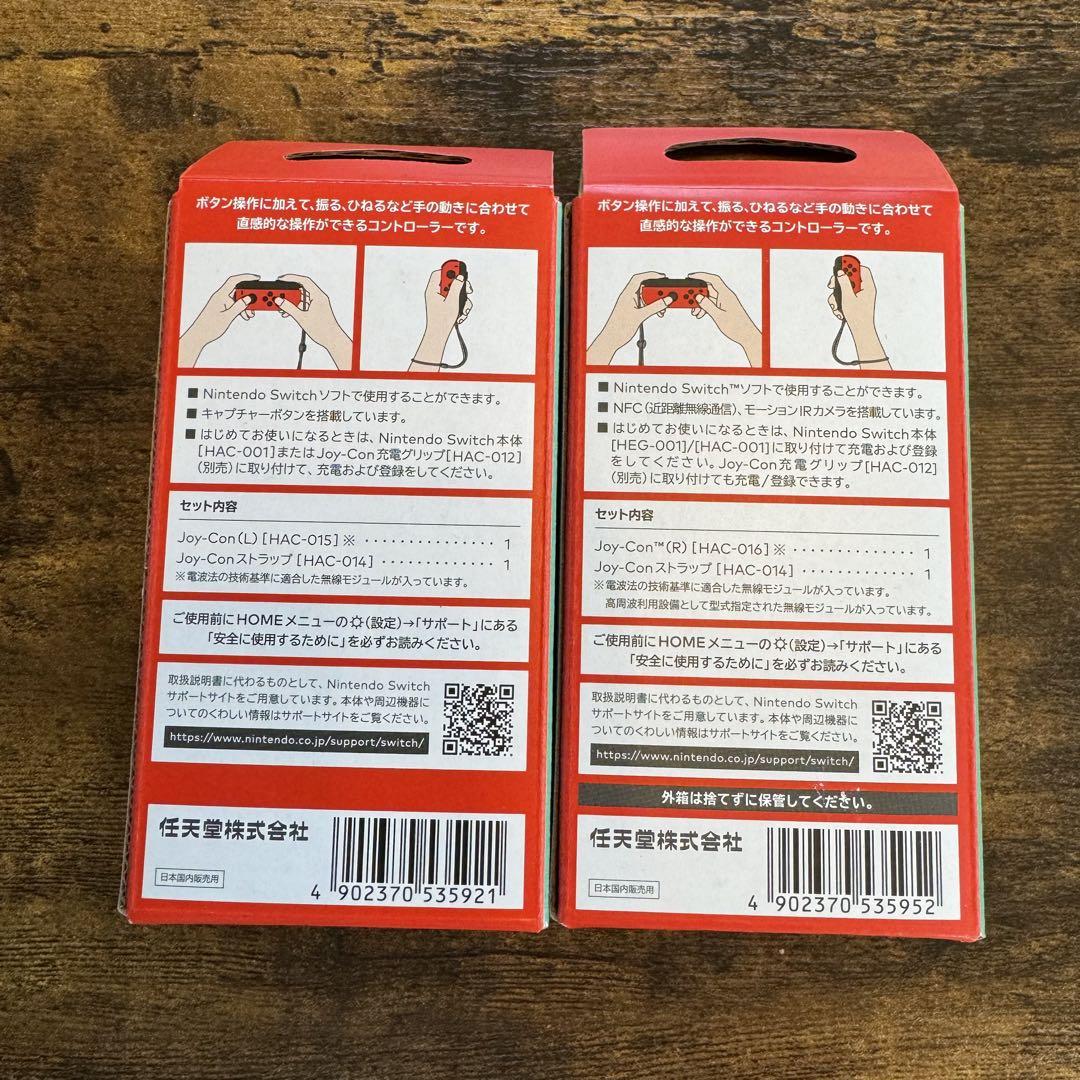 ボタン操作に加えて、振る、ひねるなど手の動きに合わせて
直感的な操作ができるコントローラーです。
■ Nintendo Switchソフトで使用することができます。
■ キャプチャーボタンを搭載しています。
■ はじめてお使いになるときは、Nintendo Switch本体
[HAC-001]またはJoy-Con充電グリップ[HAC-012]
(別売)に取り付けて、充電および登録をしてください。
セット内容
Joy-Con(L) [HAC-015] ※ ・・・・・・・・・・・・・・・ 1
Joy-Conストラップ [HAC-014] ・・・・・・・・・・・・・ 1
※電波法の技術基準に適合した無線モジュールが入っています。
ご使用前にHOMEメニューの(設定)→「サポート」にある
「安全に使用するために」を必ずお読みください。
取扱説明書に代わるものとして、Nintendo Switch
サポートサイトをご用意しています。本体や周辺機器に
ついてのくわしい情報はサポートサイトをご覧ください。
https://www.nintendo.co.jp/support/switch/
任天堂株式会社
日本国内販売用
4 902370 535921
ボタン操作に加えて、振る、ひねるなど手の動きに合わせて
直感的な操作ができるコントローラーです。
■ Nintendo Switch™ソフトで使用することができます。
■ NFC(近距離無線通信)、モーションIRカメラを搭載しています。
■ はじめてお使いになるときは、Nintendo Switch本体
[HEG-001]/[HAC-001]に取り付けて充電および登録
をしてください。Joy-Con充電グリップ[HAC-012]
(別売)に取り付けても充電/登録できます。
セット内容
Joy-Con™(R) [HAC-016] ※ ・・・・・・・・・・・・・・・ 1
Joy-Conストラップ [HAC-014] ・・・・・・・・・・・・・ 1
※電波法の技術基準に適合した無線モジュールが入っています。
高周波利用設備として型式指定された無線モジュールが入っています。
ご使用前にHOMEメニューの(設定)→「サポート」にある
「安全に使用するために」を必ずお読みください。
取扱説明書に代わるものとして、Nintendo Switch
サポートサイトをご用意しています。本体や周辺機器に
ついてのくわしい情報はサポートサイトをご覧ください。
https://www.nintendo.co.jp/support/switch/
外箱は捨てずに保管してください。
任天堂株式会社
日本国内販売用
4 902370 535952